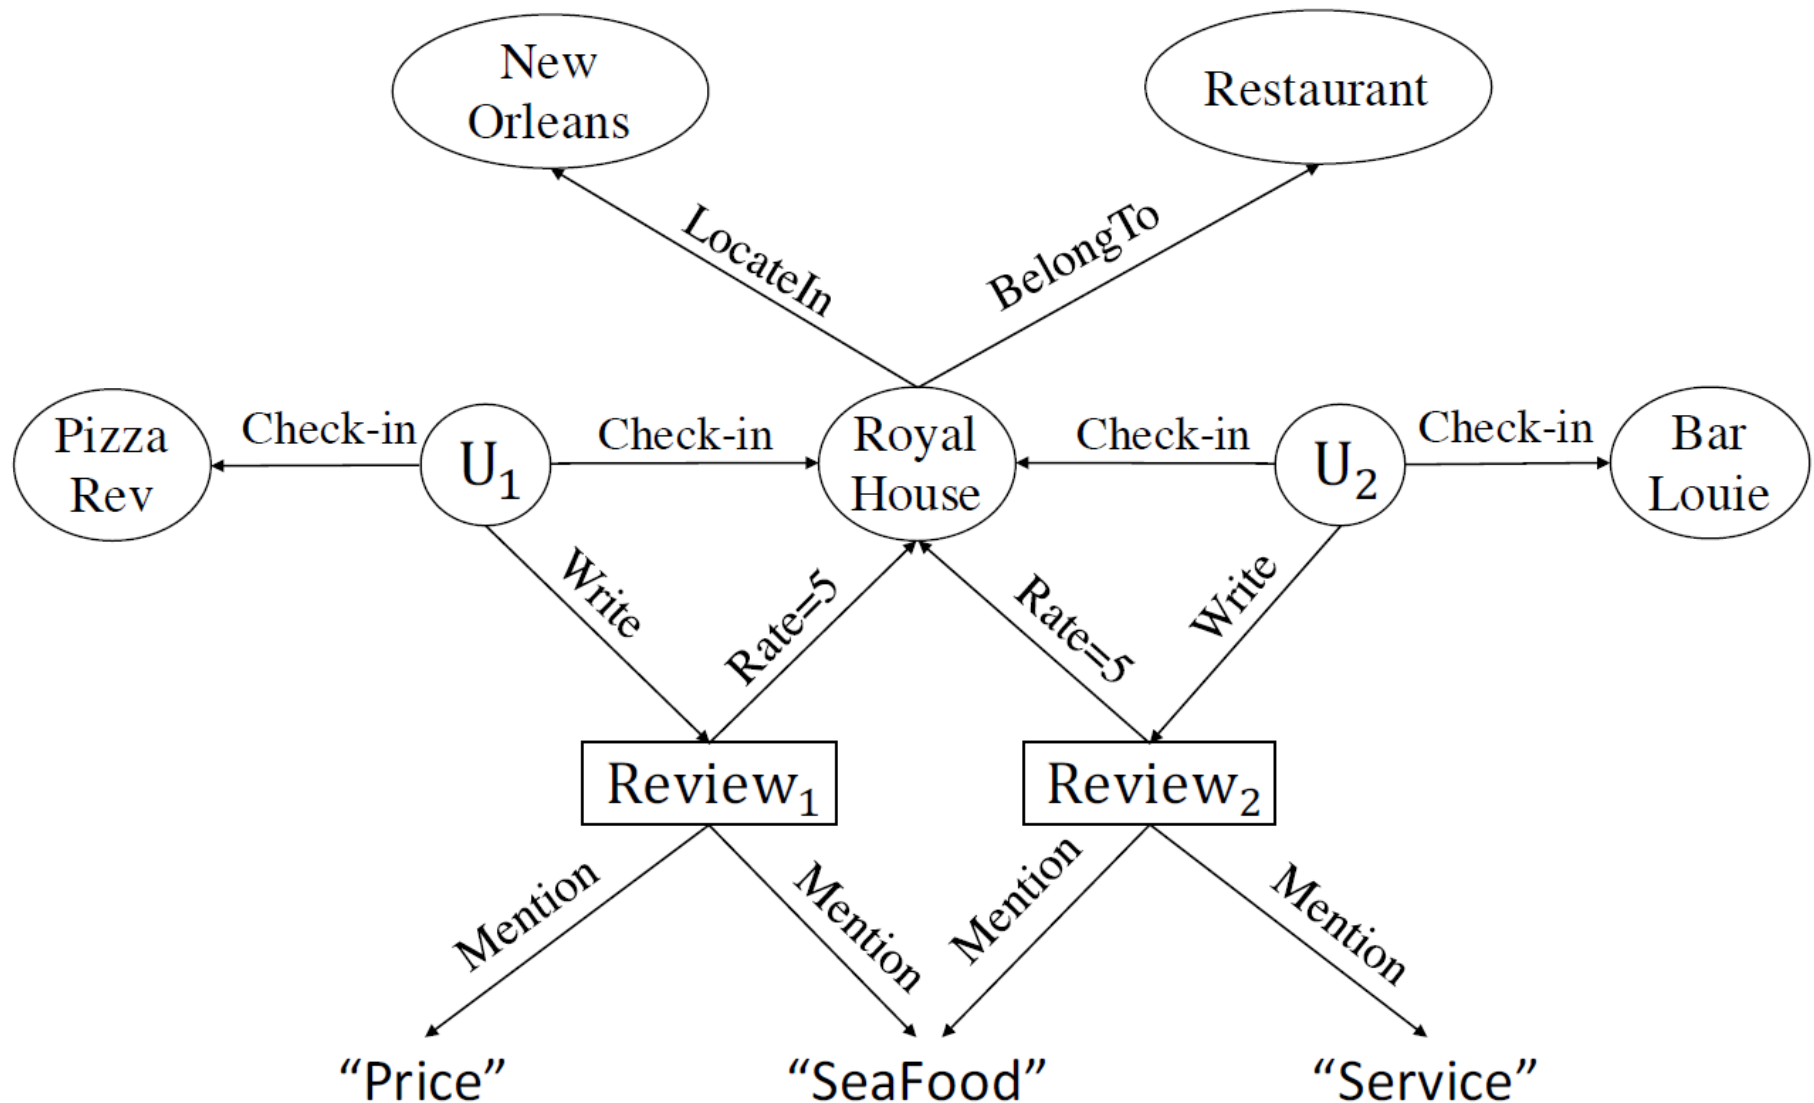 New
Orleans
Restaurant
LocateIn
BelongTo
Pizza
Rev
Check-in
U₁
Check-in
Royal
House
Check-in
U₂
Check-in
Bar
Louie
Write
Rate=5
Rate=5
Write
Review₁
Review₂
Mention
Mention
Mention
Mention
“Price”
“SeaFood”
“Service”